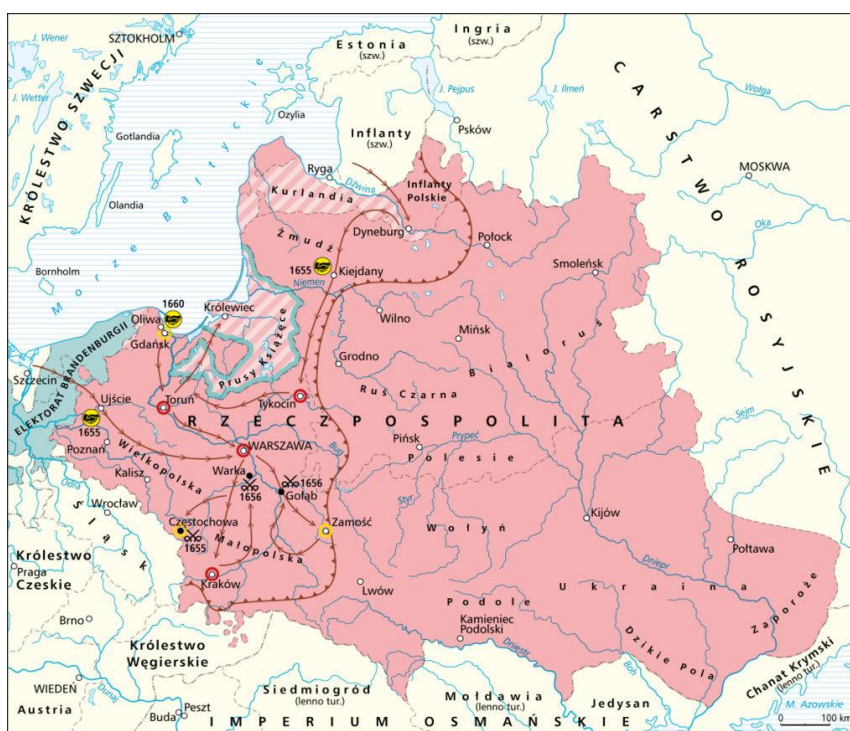 SZTOKHOLM
KRÓLESTWO SZWECJI
J. Wener
J. Wetter
Gotlandia
Olandia
Bornholm
Morze Bałtyckie
Ozylia
Estonia
(szw.)
Ingria
(szw.)
J. Pejpus
J. Ilmeń
Psków
Inflanty
(szw.)
Ryga
Dźwina
Kurlandia
Inflanty
Polskie
Dyneburg
Połock
Żmudź
1655
Kiejdany
Niemen
CARSTWO ROSYJSKIE
Wołga
MOSKWA
Oka
Smoleńsk
Wilno
Mińsk
Białoruś
Grodno
Ruś Czarna
1660
Oliwa
Gdańsk
Królewiec
Prusy Książęce
ELEKTORAT BRANDENBURGII
Szczecin
Ujście
1655
Toruń
Tykocin
RZECZPOSPOLITA
Sejm
Poznań
Wielkopolska
WARSZAWA
Bug
Pińsk
Prypeć
Polesie
Kalisz
Warka
1656
1656
Gołąb
Styr
Odra
Wrocław
Śląsk
Częstochowa
1655
Małopolska
Zamość
Wołyń
Kijów
Połtawa
Dniepr
Kraków
Królestwo
Czeskie
Praga
Lwów
Ukraina
Zaporoże
Podole
Kamieniec
Podolski
Dzikie Pola
Brno
Królestwo
Węgierskie
Dniestr
Boh
Chanat Krymski
(lenno tur.)
WIEDEŃ
Dunaj
Austria
Peszt
Buda
Siedmiogród
(lenno tur.)
Mołdawia
(lenno tur.)
Jedysan
M. Azowskie
IMPERIUM OSMAŃSKIE
0 100 km